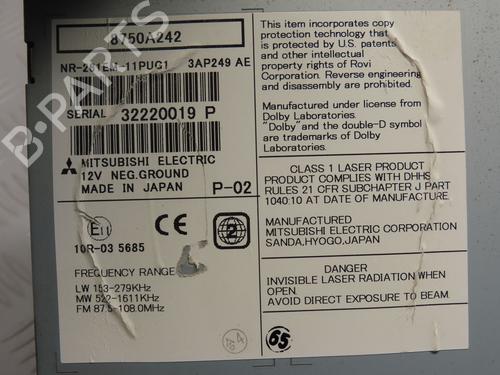 8750A242
NR-261EM-11PUG1 3AP249 AE
SERIAL 32220019 P
MITSUBISHI ELECTRIC
12V NEG.GROUND
MADE IN JAPAN P-02
E11 CE 2
10R-03 5685
FREQUENCY RANGE
LW 153-279KHz
MW 522-1611KHz
FM 87.5-108.0MHz
This item incorporates copy
protection technology that
is protected by U.S. patents
and other intellectual
property rights of Rovi
Corporation. Reverse engineering
and disassembly are prohibited.
Manufactured under license from
Dolby Laboratories.
"Dolby" and the double-D symbol
are trademarks of Dolby
Laboratories.
CLASS 1 LASER PRODUCT
PRODUCT COMPLIES WITH DHHS
RULES 21 CFR SUBCHAPTER J PART
1040:10 AT DATE OF MANUFACTURE.
MANUFACTURED
MITSUBISHI ELECTRIC CORPORATION
SANDA,HYOGO,JAPAN
DANGER
INVISIBLE LASER RADIATION WHEN
OPEN.
AVOID DIRECT EXPOSURE TO BEAM.
65
B-PARTS